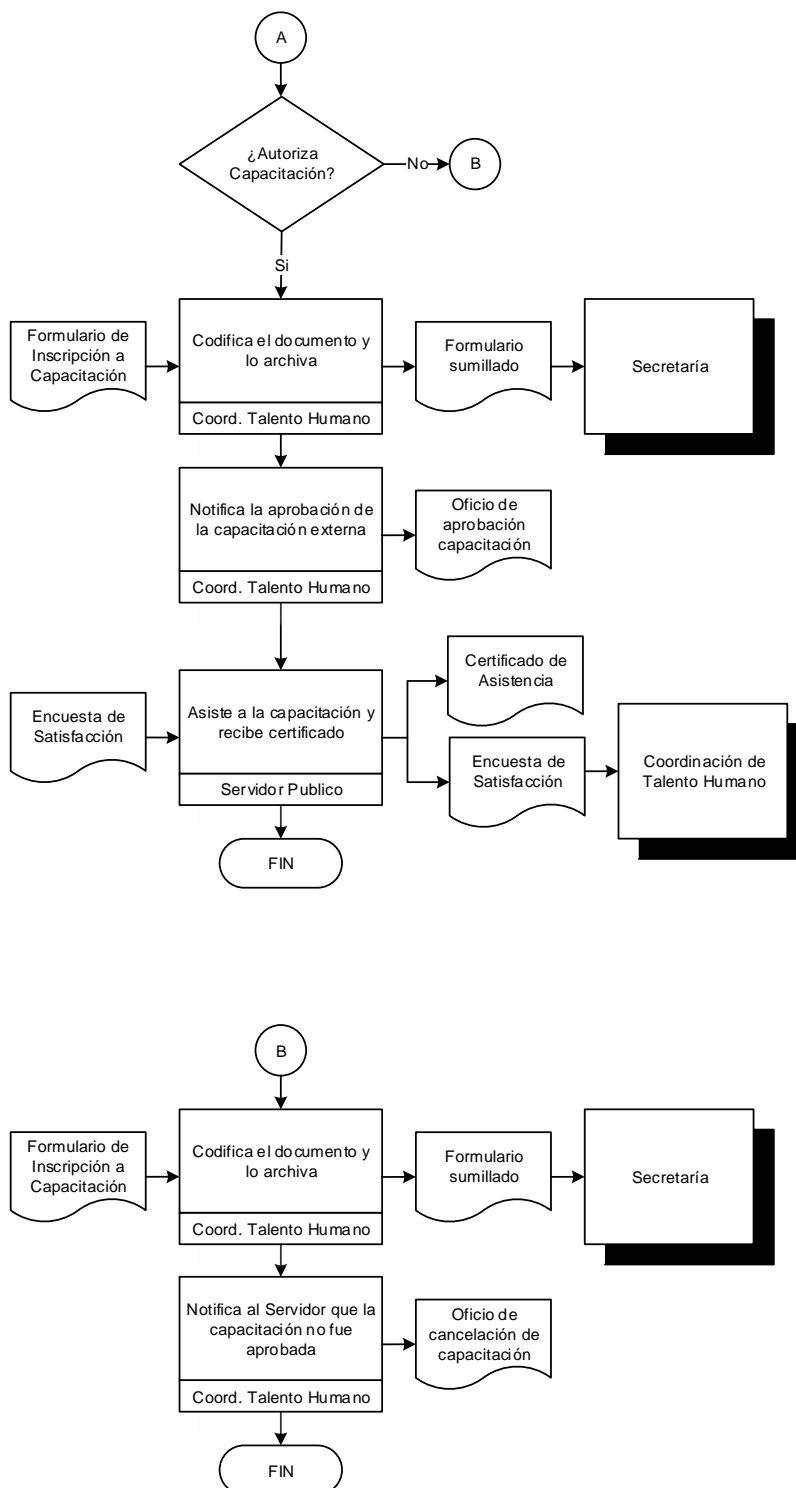 A
¿Autoriza
Capacitación?
No
B
Si
Formulario de
Inscripción a
Capacitación
Codifica el documento y
lo archiva
Coord. Talento Humano
Formulario
sumillado
Secretaría
Notifica la aprobación de
la capacitación externa
Coord. Talento Humano
Oficio de
aprobación
capacitación
Encuesta de
Satisfacción
Asiste a la capacitación y
recibe certificado
Servidor Publico
Certificado de
Asistencia
Encuesta de
Satisfacción
Coordinación de
Talento Humano
FIN
B
Formulario de
Inscripción a
Capacitación
Codifica el documento y
lo archiva
Coord. Talento Humano
Formulario
sumillado
Secretaría
Notifica al Servidor que la
capacitación no fue
aprobada
Coord. Talento Humano
Oficio de
cancelación de
capacitación
FIN